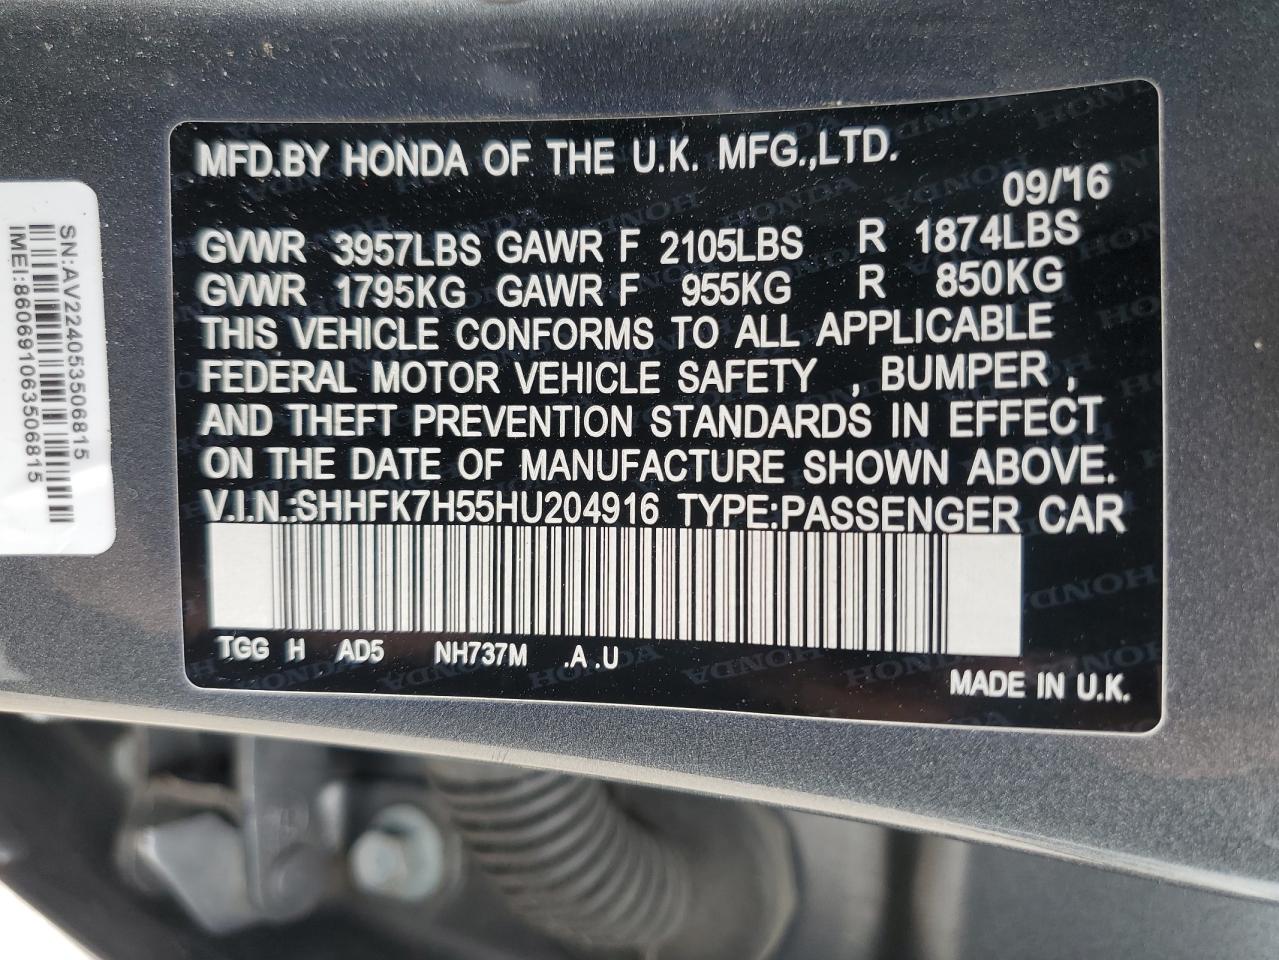 MFD.BY HONDA OF THE U.K. MFG.,LTD.
09/16
GVWR 3957LBS GAWR F 2105LBS R 1874LBS
GVWR 1795KG GAWR F 955KG R 850KG
THIS VEHICLE CONFORMS TO ALL APPLICABLE
FEDERAL MOTOR VEHICLE SAFETY , BUMPER ,
AND THEFT PREVENTION STANDARDS IN EFFECT
ON THE DATE OF MANUFACTURE SHOWN ABOVE.
V.I.N.:SHHFK7H55HU204916 TYPE:PASSENGER CAR
TGG H AD5 NH737M .A .U
MADE IN U.K.
SN:AV22405350681​5
IMEI:860691063506815